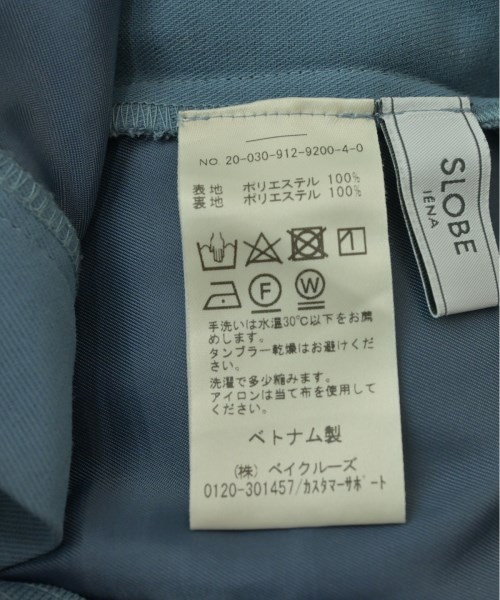 NO 20-030-912-9200-4-0
表地 ポリエステル 100%
裏地 ポリエステル 100%
F W
手洗いは水温30℃以下をお薦
めします。
タンブラー乾燥はお避けくだ
さい。
洗濯で多少縮みます。
アイロンは当て布を使用して
ください。
ベトナム製
(株) ベイクルーズ
0120-301457/カスタマーサポート
SLOBE
IÉNA